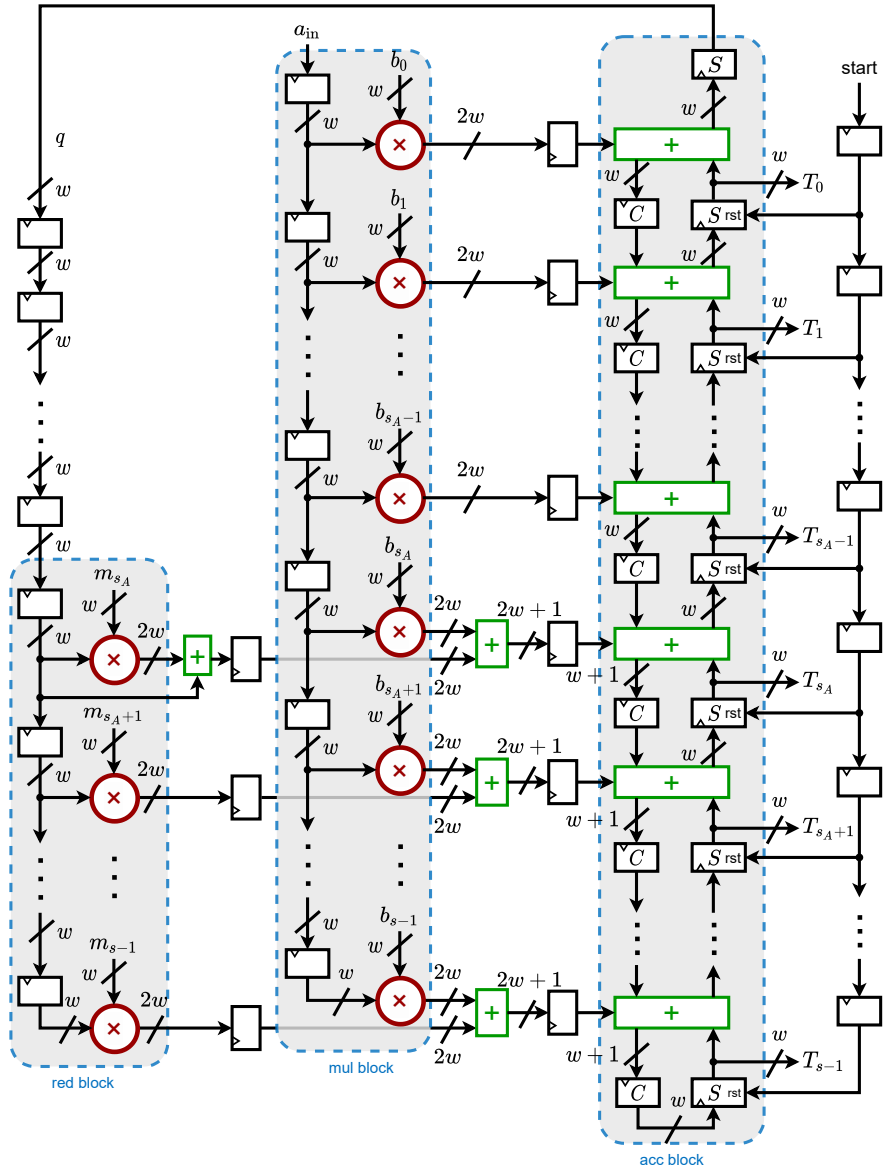 a_in
b_0
S
start
w
w
2w
w
q
×
+
w
w
T_0
w
C
S rst
b_1
w
w
2w
w
w
×
+
w
w
T_1
w
C
S rst
b_{s_A−1}
w
w
2w
w
×
+
w
w
T_{s_A−1}
w
b_{s_A}
C
S rst
m_{s_A}
w
w
w
2w
2w
2w + 1
w
w
×
+
×
+
+
2w
w + 1
w
T_{s_A}
b_{s_A+1}
C
S rst
m_{s_A+1}
w
w
w
2w
2w
2w + 1
w
w
×
×
+
+
2w
w + 1
w
T_{s_A+1}
C
S rst
w
w
b_{s−1}
m_{s−1}
w
w
w
2w
w
2w
w
2w + 1
×
×
+
+
2w
w + 1
w
T_{s−1}
C
S rst
w
red block
mul block
acc block